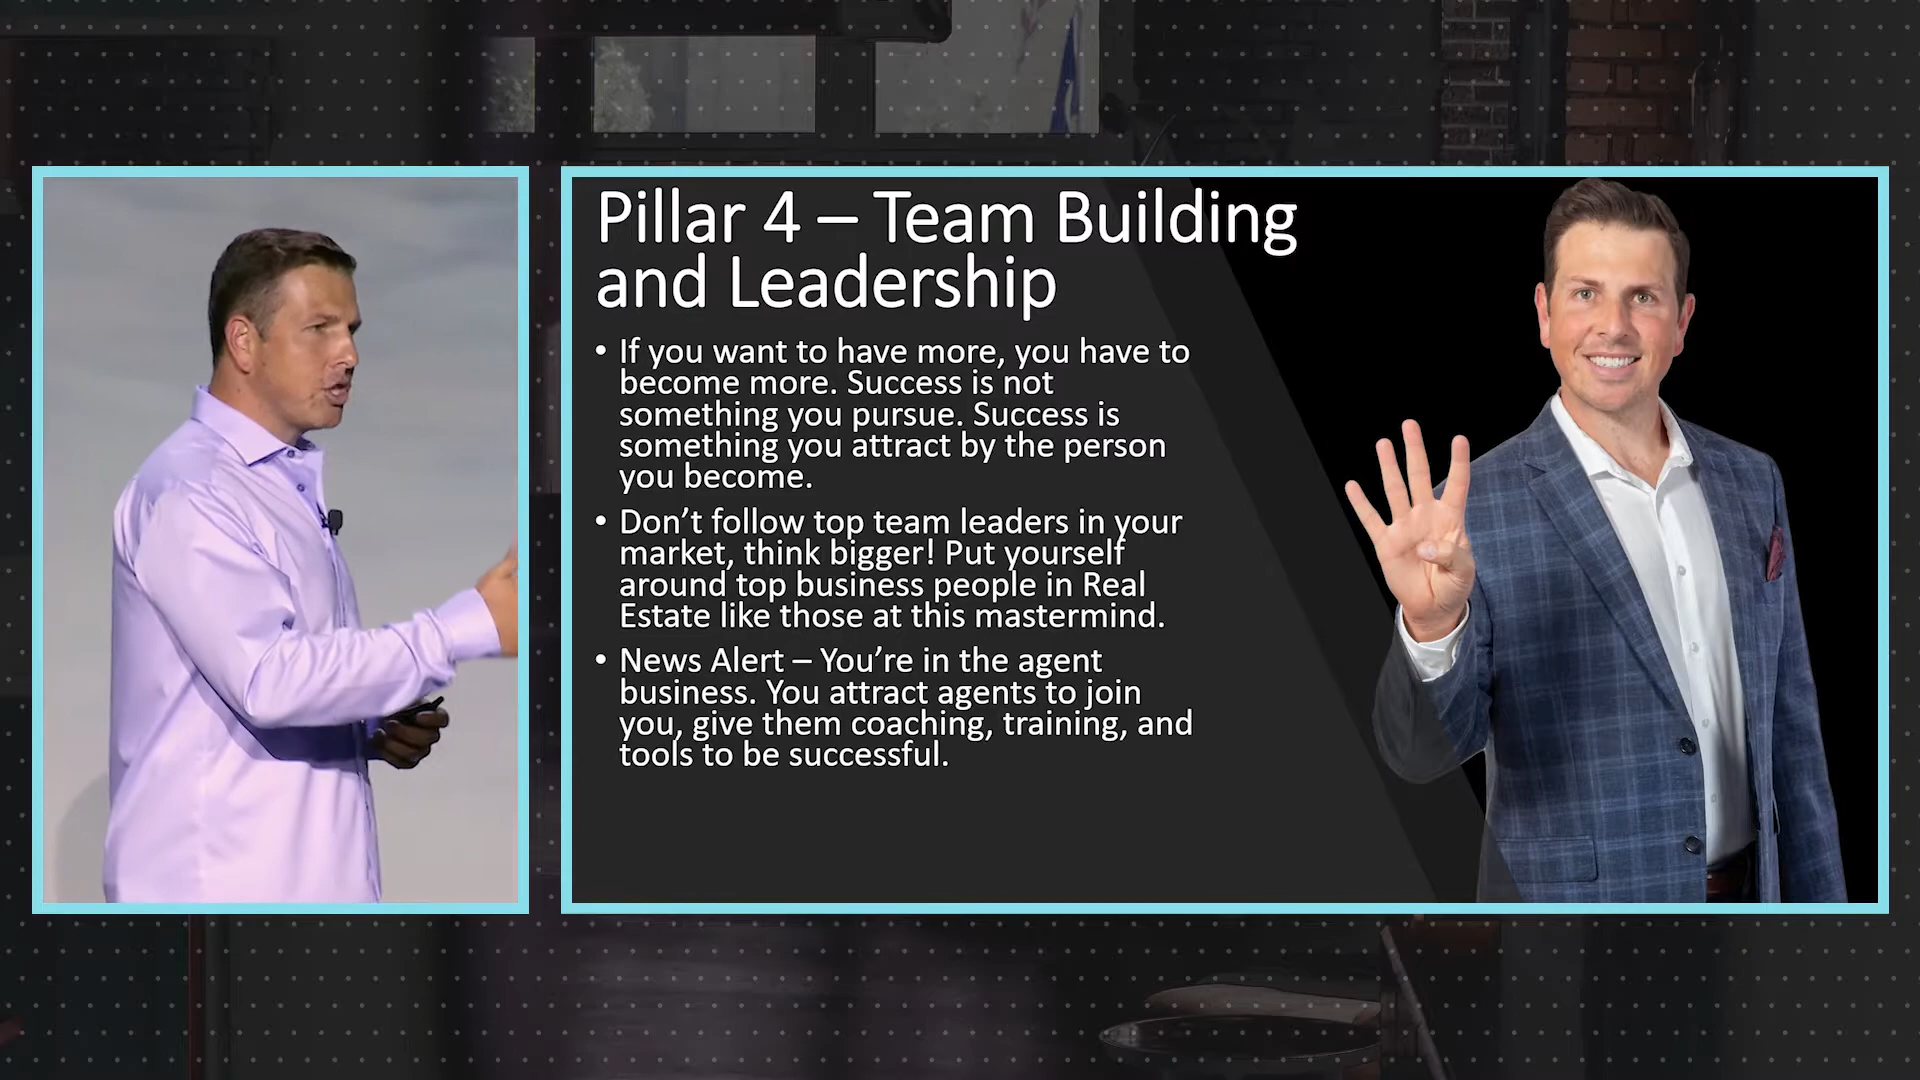 Pillar 4 – Team Building
and Leadership
• If you want to have more, you have to
become more. Success is not
something you pursue. Success is
something you attract by the person
you become.
• Don’t follow top team leaders in your
market, think bigger! Put yourself
around top business people in Real
Estate like those at this mastermind.
• News Alert – You’re in the agent
business. You attract agents to join
you, give them coaching, training, and
tools to be successful.